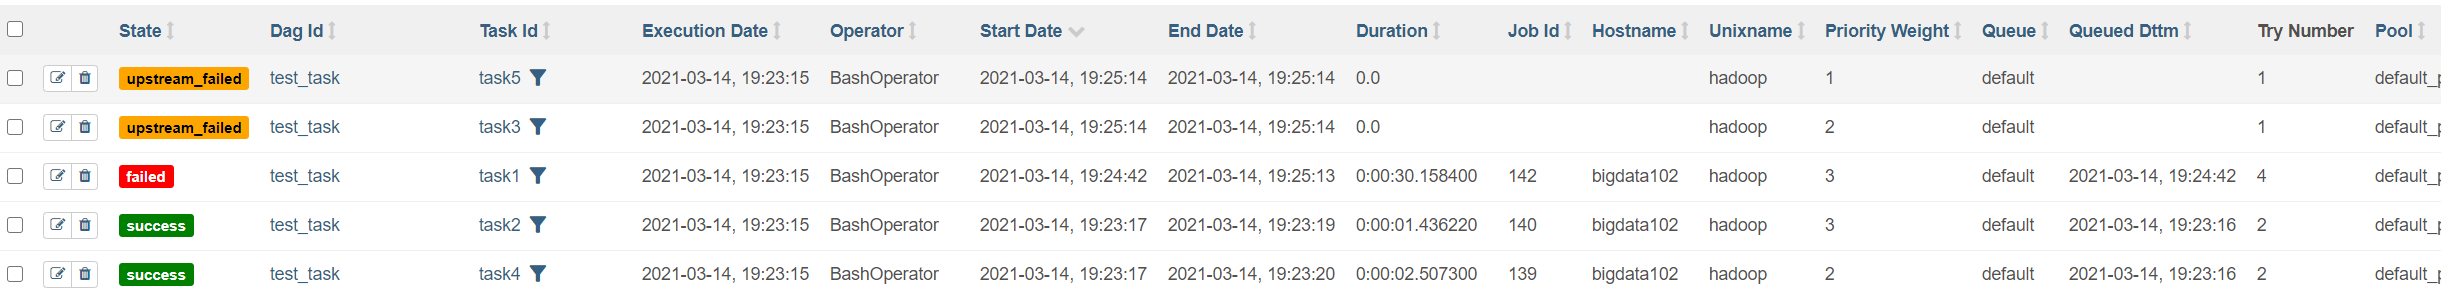 State Dag Id Task Id Execution Date Operator Start Date End Date Duration Job Id Hostname Unixname Priority Weight Queue Queued Dttm Try Number Pool
upstream_failed test_task task5 2021-03-14, 19:23:15 BashOperator 2021-03-14, 19:25:14 2021-03-14, 19:25:14 0.0 hadoop 1 default 1 default_p
upstream_failed test_task task3 2021-03-14, 19:23:15 BashOperator 2021-03-14, 19:25:14 2021-03-14, 19:25:14 0.0 hadoop 2 default 1 default_p
failed test_task task1 2021-03-14, 19:23:15 BashOperator 2021-03-14, 19:24:42 2021-03-14, 19:25:13 0:00:30.158400 142 bigdata102 hadoop 3 default 2021-03-14, 19:24:42 4 default_p
success test_task task2 2021-03-14, 19:23:15 BashOperator 2021-03-14, 19:23:17 2021-03-14, 19:23:19 0:00:01.436220 140 bigdata102 hadoop 3 default 2021-03-14, 19:23:16 2 default_p
success test_task task4 2021-03-14, 19:23:15 BashOperator 2021-03-14, 19:23:17 2021-03-14, 19:23:20 0:00:02.507300 139 bigdata102 hadoop 2 default 2021-03-14, 19:23:16 2 default_p